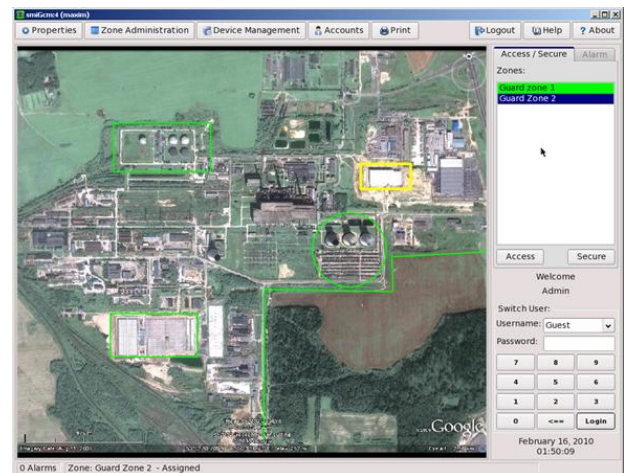 smiGcms4 (maxim)
Properties Zone Administration Device Management Accounts Print Logout Help ? About
Access / Secure Alarm
Zones:
Guard zone 1
Guard Zone 2
Access Secure
Welcome
Admin
Switch User:
Username: Guest
Password:
7 8 9
4 5 6
1 2 3
0 <== Login
February 16, 2010
01:50:09
Google
0 Alarms Zone: Guard Zone 2 - Assigned